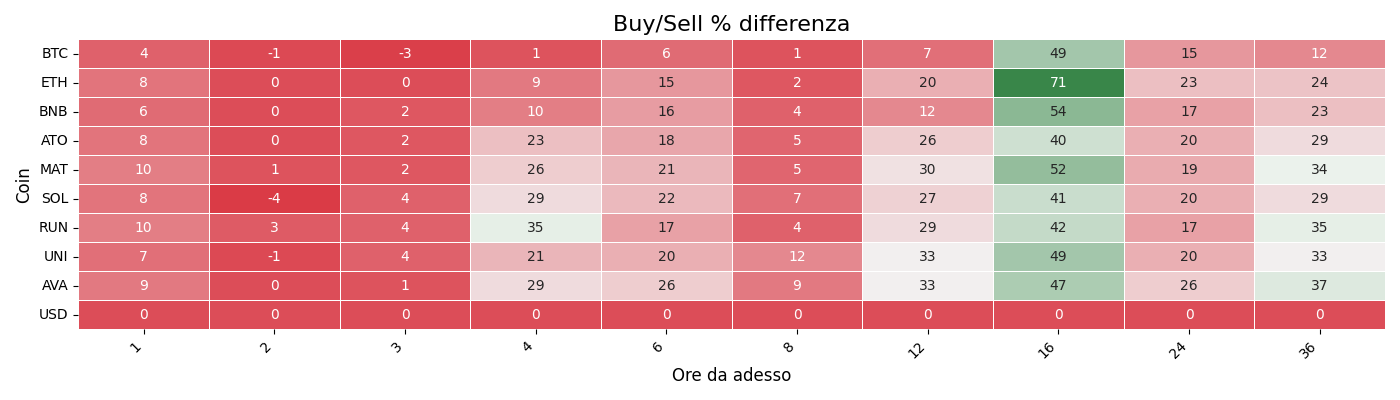 Buy/Sell % differenza
Coin
BTC 4 -1 -3 1 6 1 7 49 15 12
ETH 8 0 0 9 15 2 20 71 23 24
BNB 6 0 2 10 16 4 12 54 17 23
ATO 8 0 2 23 18 5 26 40 20 29
MAT 10 1 2 26 21 5 30 52 19 34
SOL 8 -4 4 29 22 7 27 41 20 29
RUN 10 3 4 35 17 4 29 42 17 35
UNI 7 -1 4 21 20 12 33 49 20 33
AVA 9 0 1 29 26 9 33 47 26 37
USD 0 0 0 0 0 0 0 0 0 0
1 2 3 4 6 8 12 16 24 36
Ore da adesso